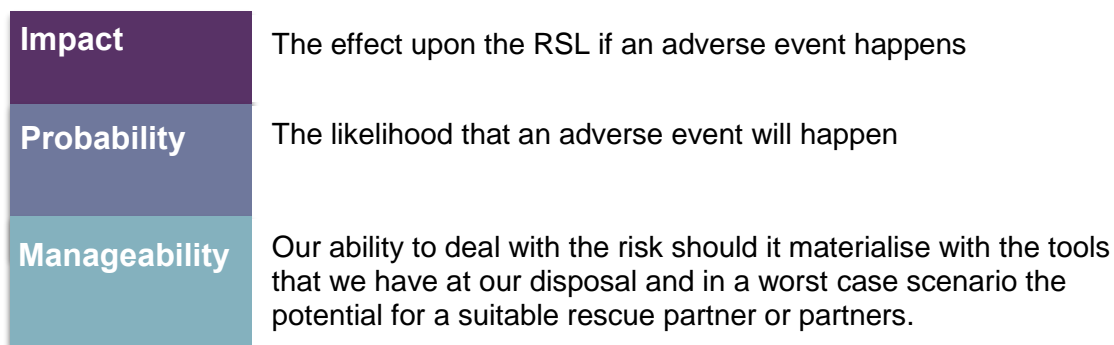 Impact
The effect upon the RSL if an adverse event happens
Probability
The likelihood that an adverse event will happen
Manageability
Our ability to deal with the risk should it materialise with the tools
that we have at our disposal and in a worst case scenario the
potential for a suitable rescue partner or partners.